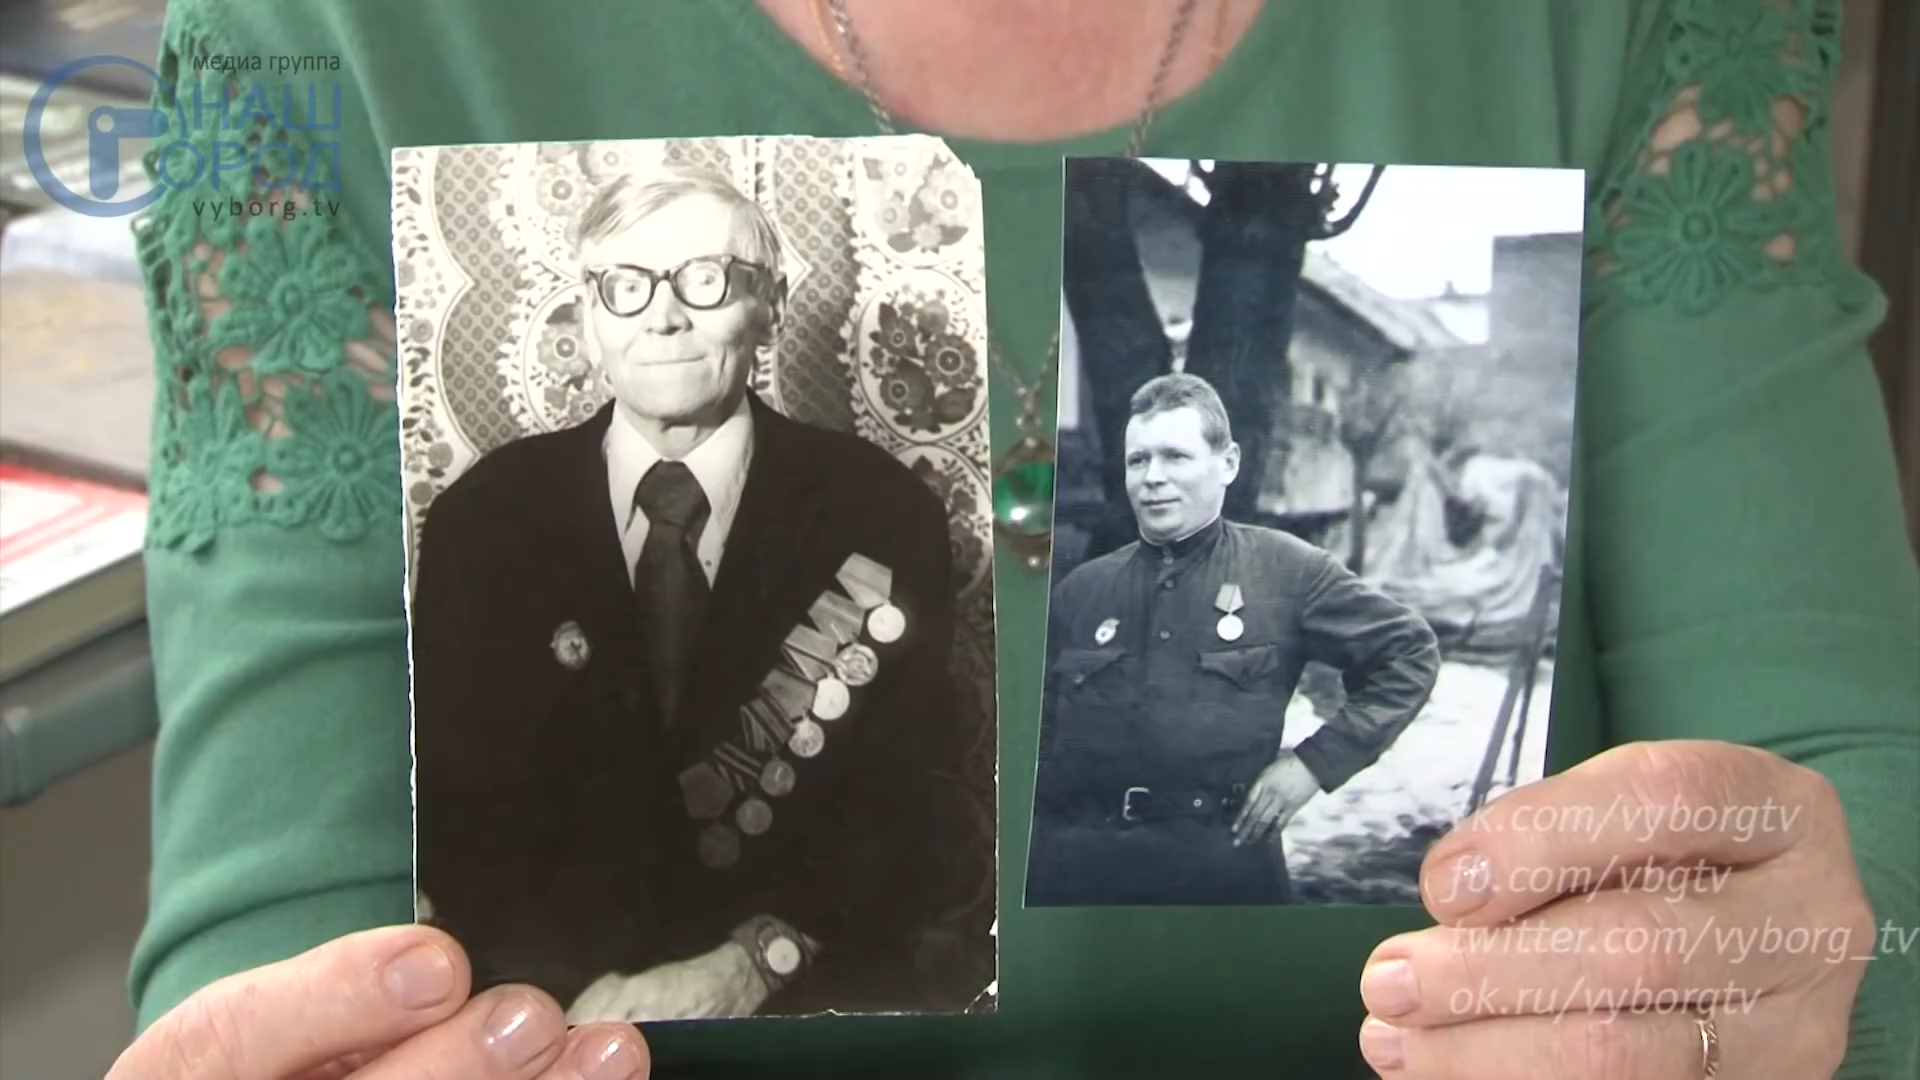 медиа группа
НАШ
ГОРОД
vyborg.tv
vk.com/vyborgtv
fb.com/vbgtv
twitter.com/vyborg_tv
ok.ru/vyborgtv